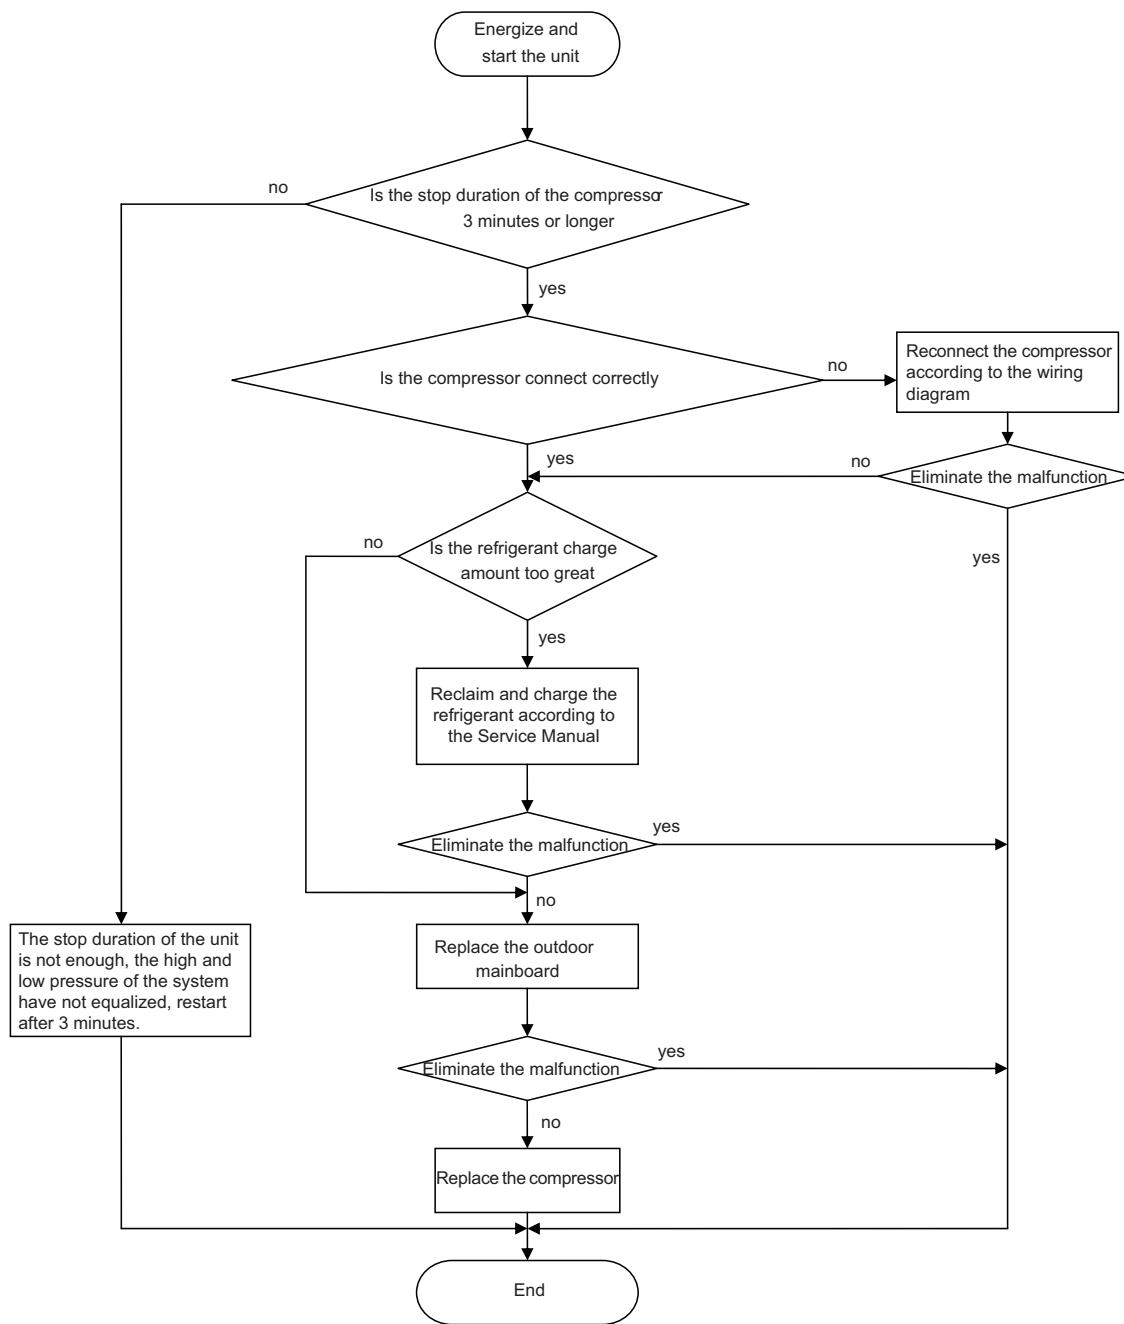 Energize and
start the unit
no
Is the stop duration of the compressor
3 minutes or longer
yes
Is the compressor connect correctly
no
Reconnect the compressor
according to the wiring
diagram
yes
no
Eliminate the malfunction
no
Is the refrigerant charge
amount too great
yes
yes
Reclaim and charge the
refrigerant according to
the Service Manual
Eliminate the malfunction
yes
no
The stop duration of the unit
is not enough, the high and
low pressure of the system
have not equalized, restart
after 3 minutes.
Replace the outdoor
mainboard
Eliminate the malfunction
yes
no
Replace the compressor
End